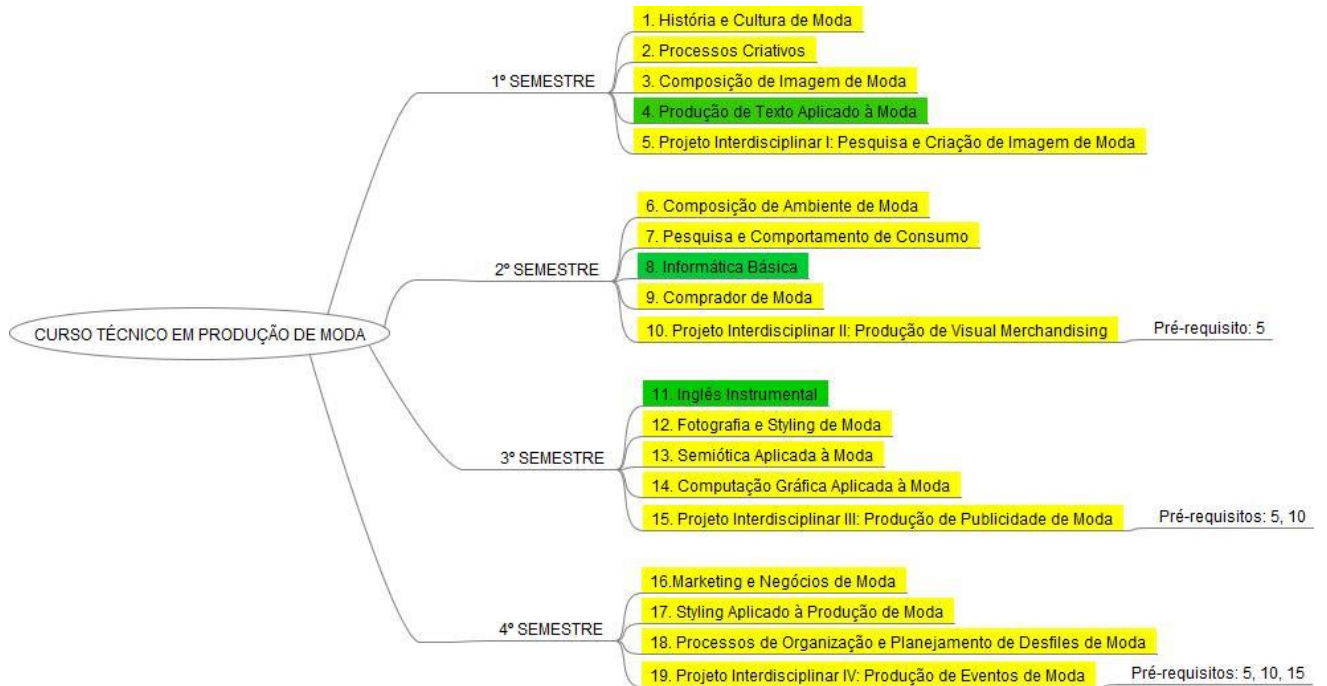 CURSO TÉCNICO EM PRODUÇÃO DE MODA
1º SEMESTRE
1. História e Cultura de Moda
2. Processos Criativos
3. Composição de Imagem de Moda
4. Produção de Texto Aplicado à Moda
5. Projeto Interdisciplinar I: Pesquisa e Criação de Imagem de Moda
2º SEMESTRE
6. Composição de Ambiente de Moda
7. Pesquisa e Comportamento de Consumo
8. Informática Básica
9. Comprador de Moda
10. Projeto Interdisciplinar II: Produção de Visual Merchandising
Pré-requisito: 5
3º SEMESTRE
11. Inglês Instrumental
12. Fotografia e Styling de Moda
13. Semiótica Aplicada à Moda
14. Computação Gráfica Aplicada à Moda
15. Projeto Interdisciplinar III: Produção de Publicidade de Moda
Pré-requisitos: 5, 10
4º SEMESTRE
16.Marketing e Negócios de Moda
17. Styling Aplicado à Produção de Moda
18. Processos de Organização e Planejamento de Desfiles de Moda
19. Projeto Interdisciplinar IV: Produção de Eventos de Moda
Pré-requisitos: 5, 10, 15